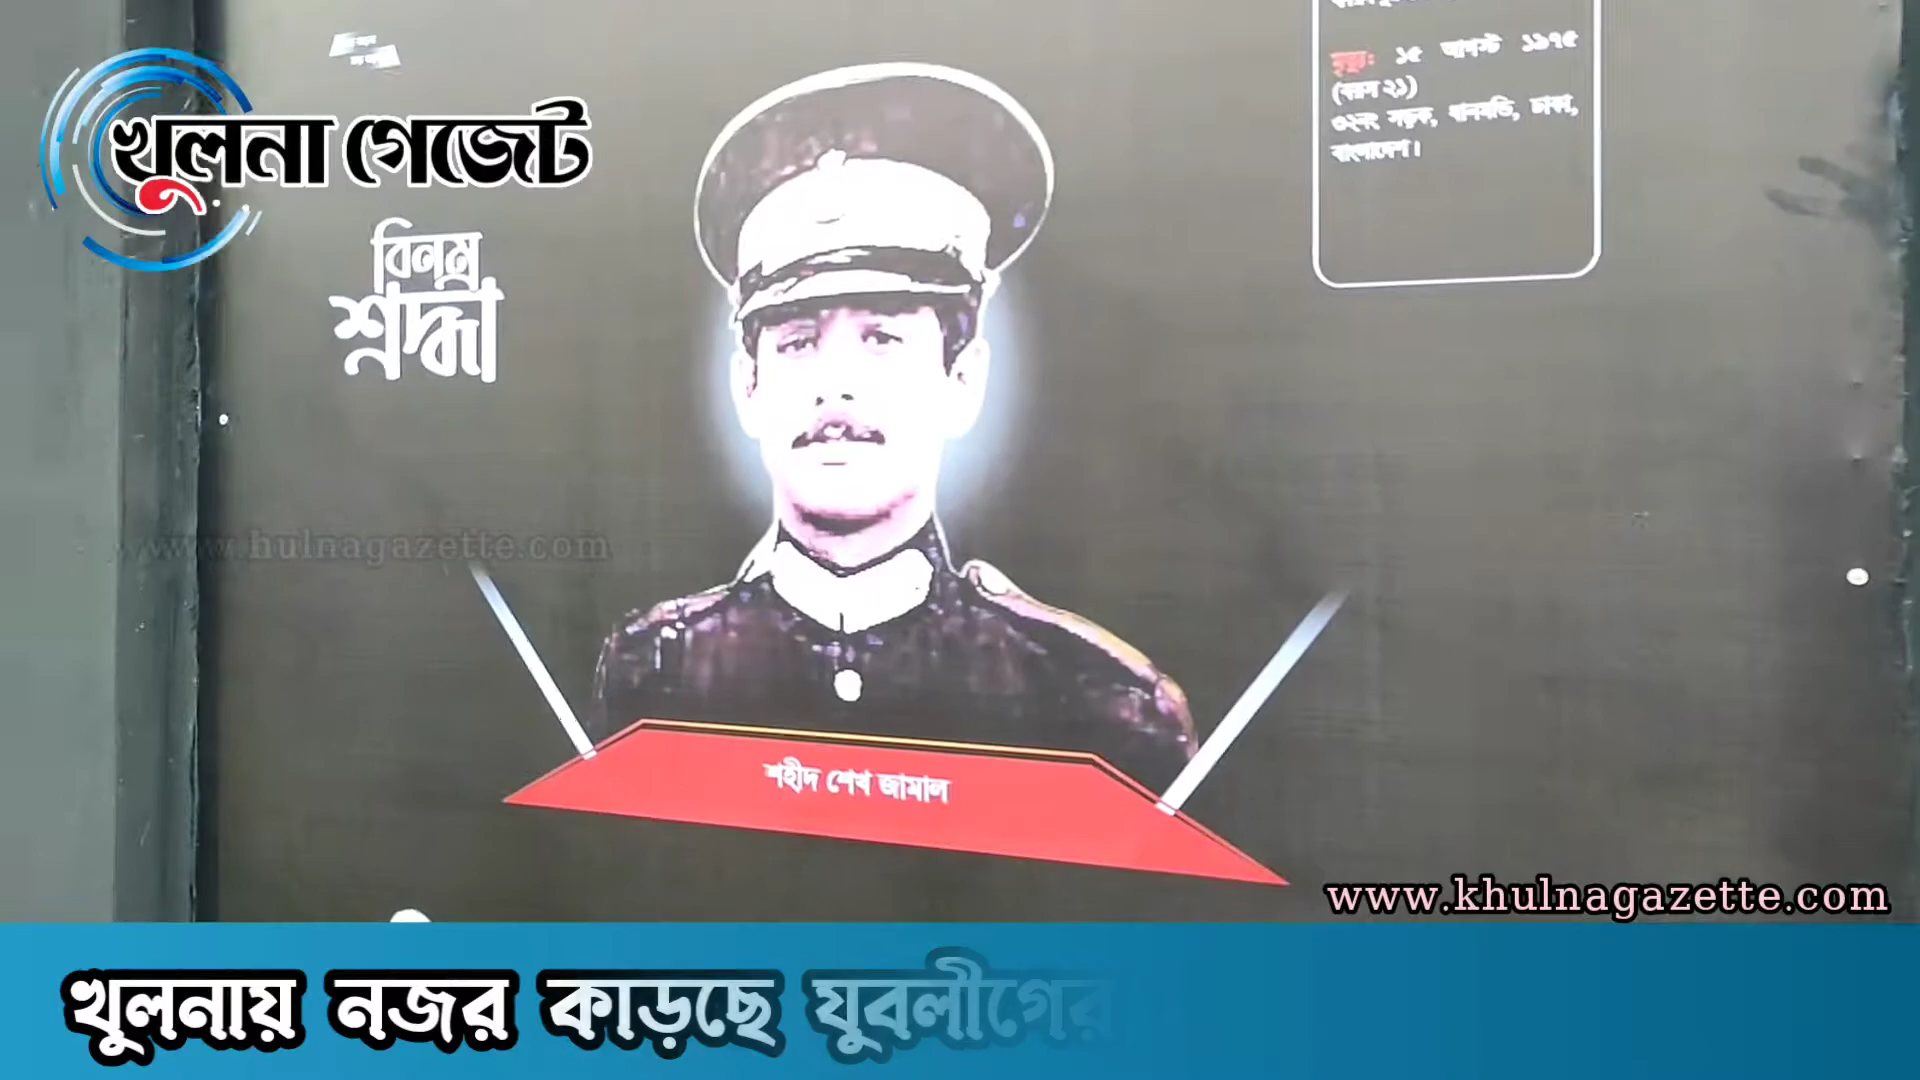 খুলনা গেজেট
বিনম্র
শ্রদ্ধা
মৃত্যু: ১৫ আগস্ট ১৯৭৫
(বয়স ২১)
৩২নং সড়ক, ধানমন্ডি, ঢাকা,
বাংলাদেশ।
www.hulnagazette.com
শহীদ শেখ জামাল
www.khulnagazette.com
খুলনায় নজর কাড়ছে যুবলীগের